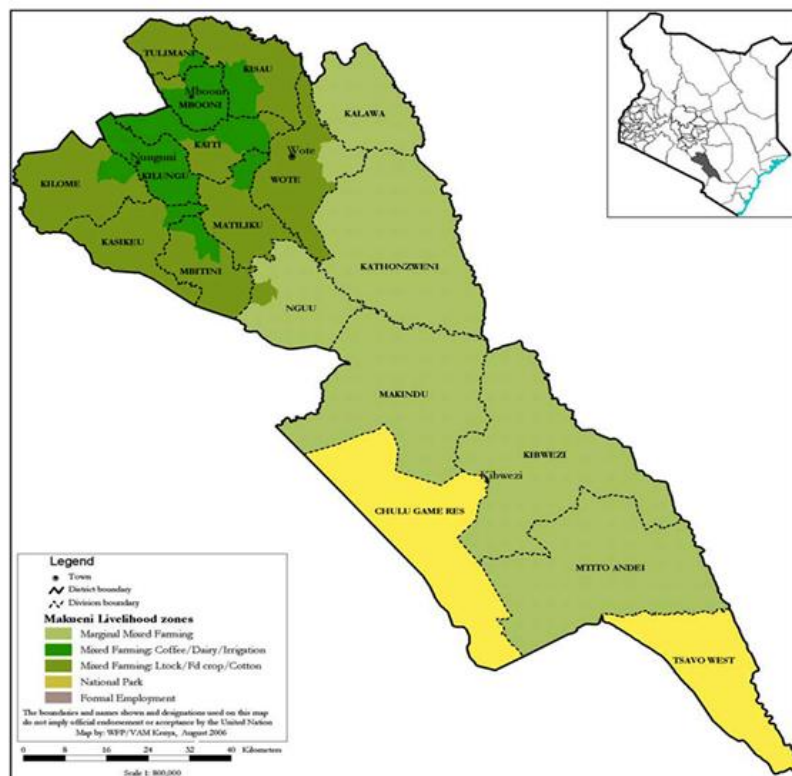 TULIMANI
KISAU
Mbooni
MBOONI
KALAWA
KAITI
Wote
Nunguni
KILUNGU
WOTE
KILOME
MATILIKU
KASIKEU
MBITINI
KATHONZWENI
NGUU
MAKINDU
KIBWEZI
Kibwezi
CHULU GAME RES
MTITO ANDEI
TSAVO WEST
Legend
Town
District boundary
Division boundary
Makueni Livelihood zones
Marginal Mixed Farming
Mixed Farming: Coffee/Dairy/Irrigation
Mixed Farming: Ltock/Fd crop/Cotton
National Park
Formal Employment
The boundaries and names shown and designations used on this map
do not imply official endorsement or acceptance by the United Nation
Map by: WFP/VAM Kenya, August 2006
0 8 16 24 32 40 Kilometers
Scale 1: 800,000